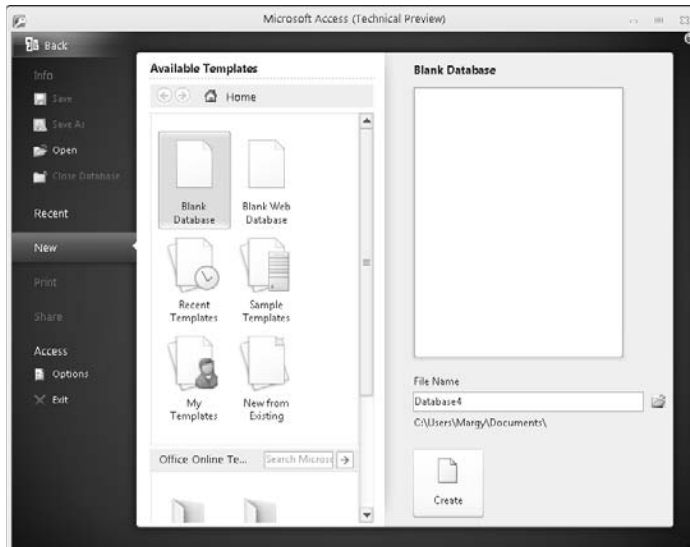 Microsoft Access (Technical Preview)
Back
Info
Save
Save As
Open
Close Database
Recent
New
Print
Share
Access
Options
Exit
Available Templates
Home
Blank Database
Blank Web Database
Recent Templates
Sample Templates
My Templates
New from Existing
Office Online Te...
Search Micros
Blank Database
File Name
Database4
C:\Users\Margy\Documents\
Create